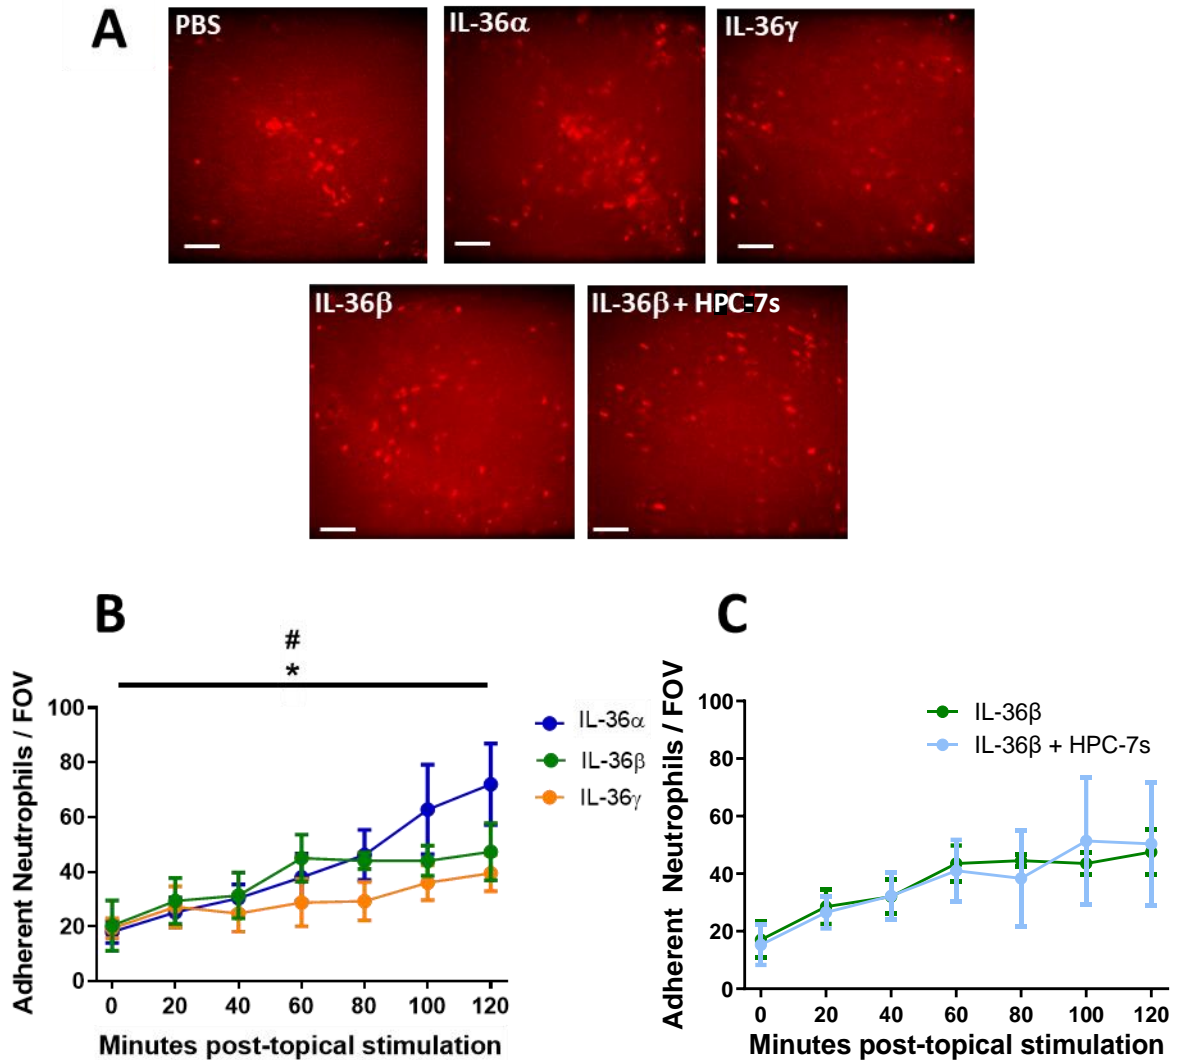 A
PBS
IL-36α
IL-36γ
IL-36β
IL-36β + HPC-7s
B
#
*
Adherent Neutrophils / FOV
100
80
60
40
20
0
0 20 40 60 80 100 120
Minutes post-topical stimulation
IL-36α
IL-36β
IL-36γ
C
Adherent Neutrophils / FOV
100
80
60
40
20
0
0 20 40 60 80 100 120
Minutes post-topical stimulation
IL-36β
IL-36β + HPC-7s